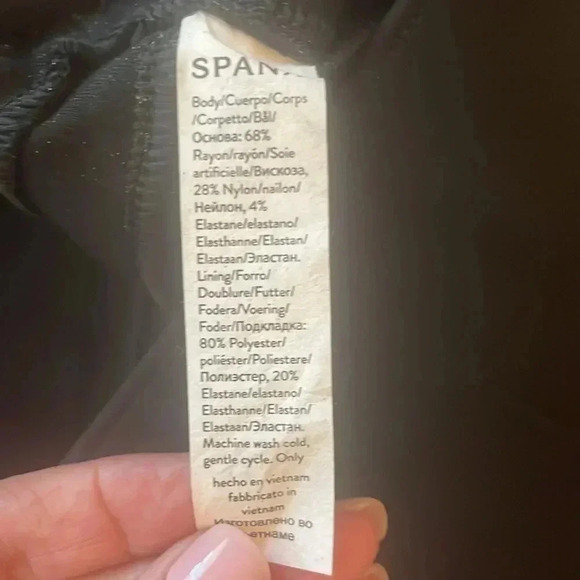 SPANX
Body/Cuerpo/Corps
/Corpetto/Bål/
Основа: 68%
Rayon/rayón/Soie
artificielle/Вискоза,
28% Nylon/nailon/
Нейлон, 4%
Elastane/elastano/
Elasthanne/Elastan/
Elastaan/Эластан.
Lining/Forro/
Doublure/Futter/
Fodera/Voering/
Foder/Подкладка:
80% Polyester/
poliéster/Poliestere/
Полиэстер, 20%
Elastane/elastano/
Elasthanne/Elastan/
Elastaan/Эластан.
Machine wash cold,
gentle cycle. Only
hecho en vietnam
fabbricato in
vietnam
Изготовлено во